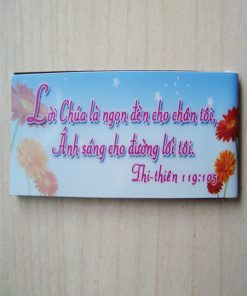 Lời Chúa là ngọn đèn cho chân tôi,
Ánh sáng cho đường lối tôi.
Thi-thiên 119:105